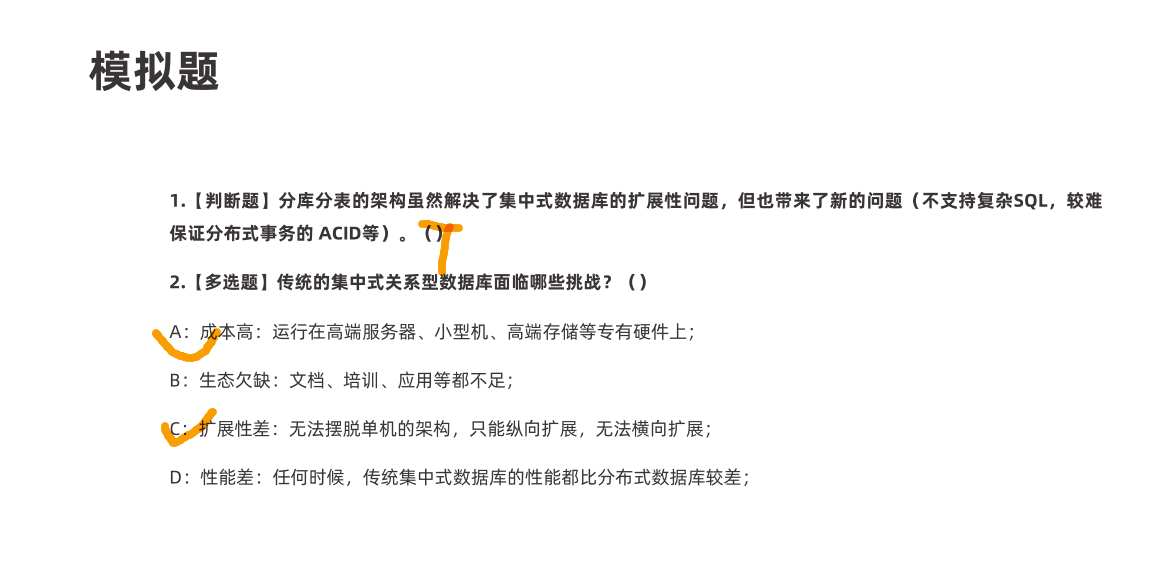 模拟题
1.【判断题】分库分表的架构虽然解决了集中式数据库的扩展性问题，但也带来了新的问题（不支持复杂SQL，较难
保证分布式事务的 ACID等）。（）T
2.【多选题】传统的集中式关系型数据库面临哪些挑战？（）
A：成本高：运行在高端服务器、小型机、高端存储等专有硬件上；
B：生态欠缺：文档、培训、应用等都不足；
C：扩展性差：无法摆脱单机的架构，只能纵向扩展，无法横向扩展；
D：性能差：任何时候，传统集中式数据库的性能都比分布式数据库较差；